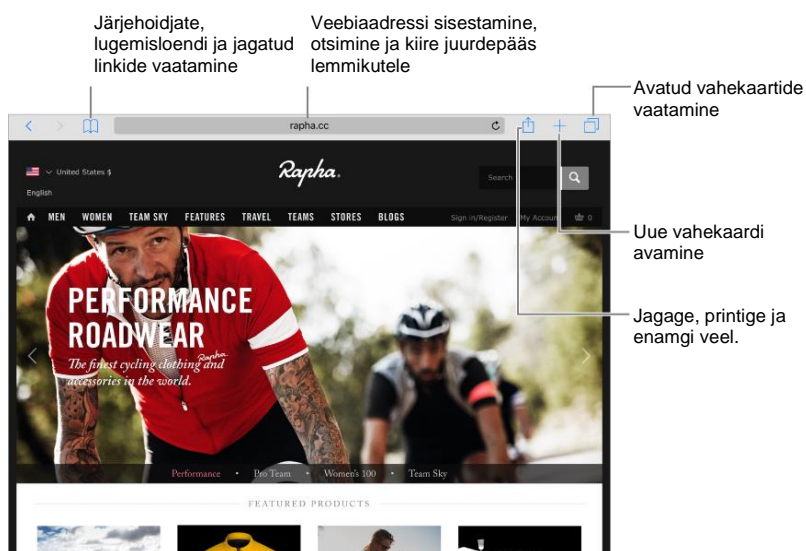 Järjehoidjate,
lugemisloendi ja jagatud
linkide vaatamine
Veebiaadressi sisestamine,
otsimine ja kiire juurdepääs
lemmikutele
Avatud vahekaartide
vaatamine
rapha.cc
United States $
English
Rapha.
Search
MEN WOMEN TEAM SKY FEATURES TRAVEL TEAMS STORES BLOGS Sign in/Register My Account 0
Uue vahekaardi
avamine
PERFORMANCE
ROADWEAR
The finest cycling clothing and
accessories in the world.
Rapha.
Jagage, printige ja
enamgi veel.
Performance • Pro Team • Women's 100 • Team Sky
FEATURED PRODUCTS